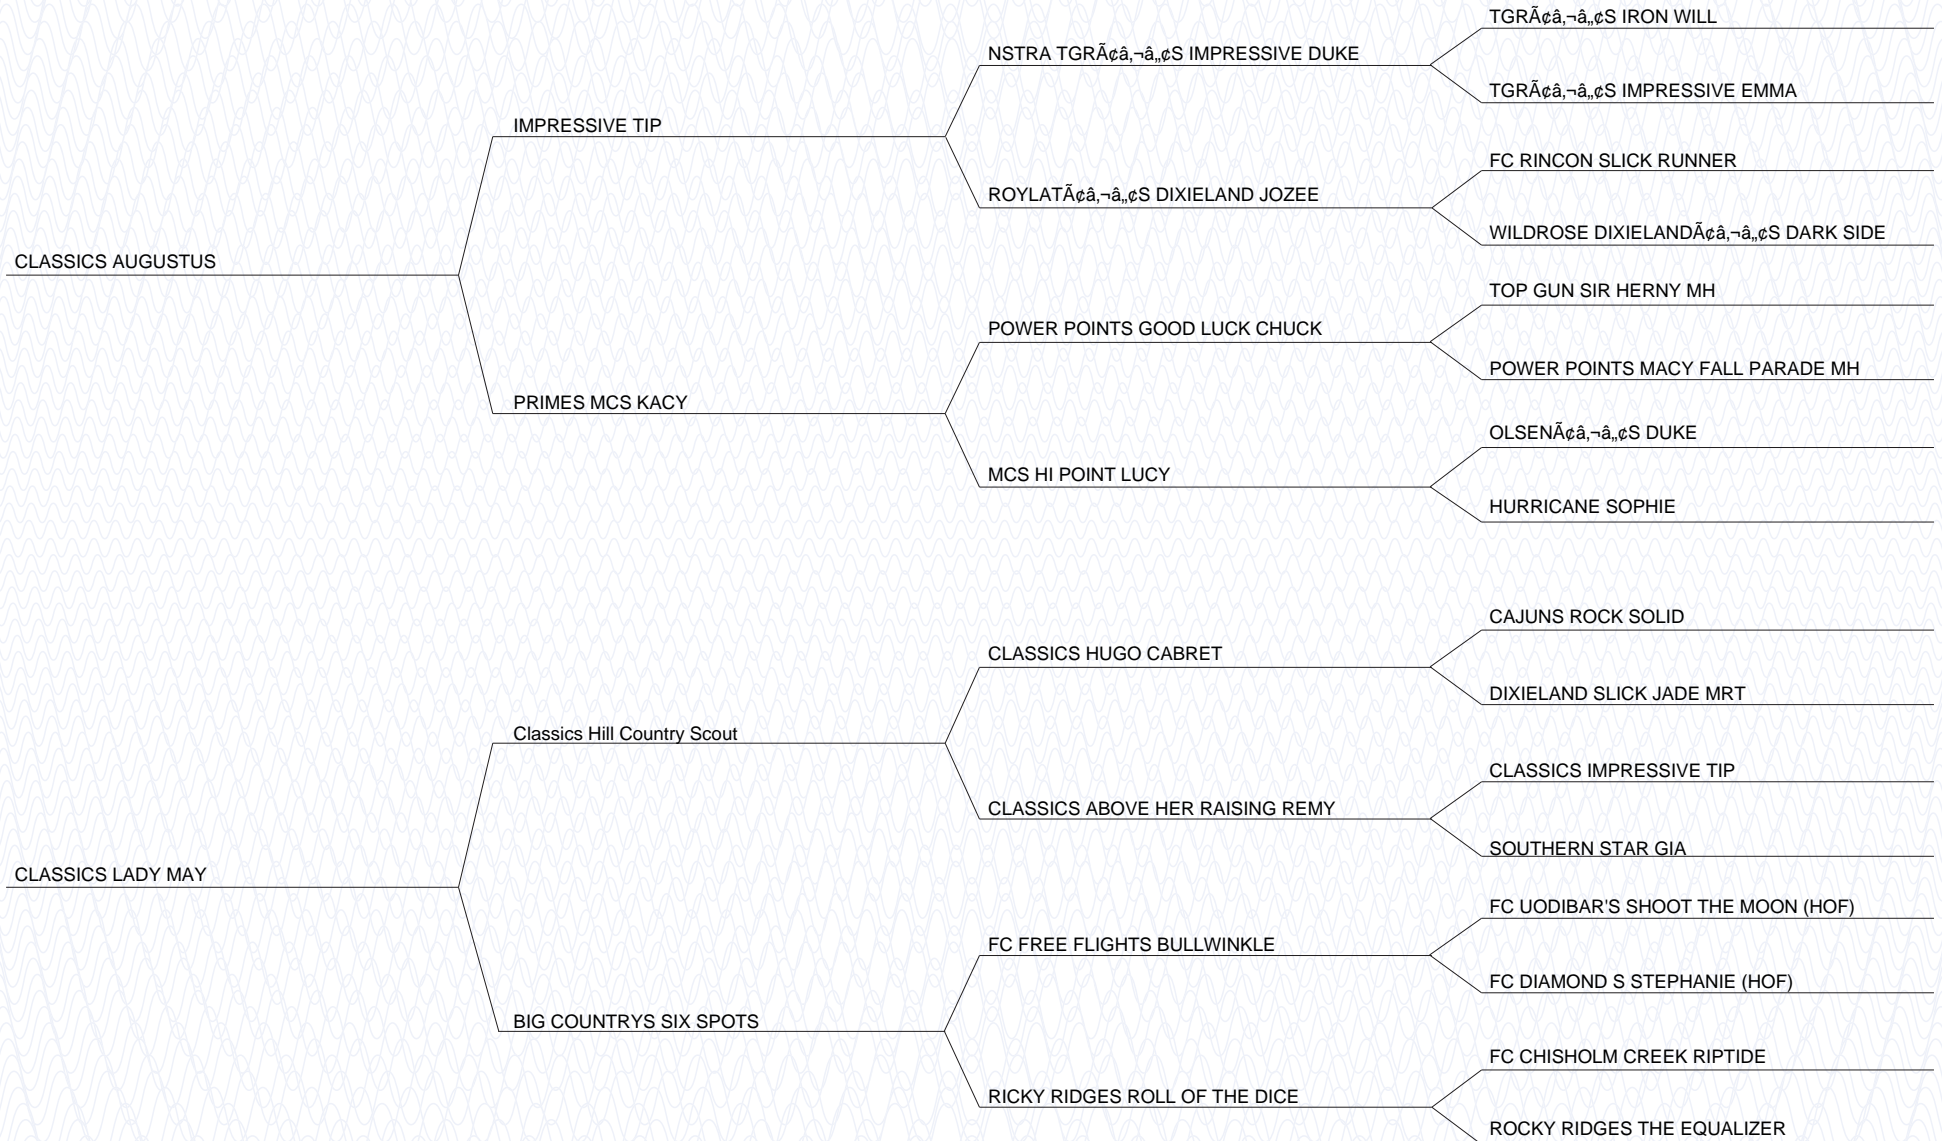 TGRÃ¢â‚¬â„¢S IRON WILL
NSTRA TGRÃ¢â‚¬â„¢S IMPRESSIVE DUKE
TGRÃ¢â‚¬â„¢S IMPRESSIVE EMMA
IMPRESSIVE TIP
FC RINCON SLICK RUNNER
ROYLATÃ¢â‚¬â„¢S DIXIELAND JOZEE
WILDROSE DIXIELANDÃ¢â‚¬â„¢S DARK SIDE
CLASSICS AUGUSTUS
TOP GUN SIR HERNY MH
POWER POINTS GOOD LUCK CHUCK
POWER POINTS MACY FALL PARADE MH
PRIMES MCS KACY
OLSENÃ¢â‚¬â„¢S DUKE
MCS HI POINT LUCY
HURRICANE SOPHIE
CAJUNS ROCK SOLID
CLASSICS HUGO CABRET
DIXIELAND SLICK JADE MRT
Classics Hill Country Scout
CLASSICS IMPRESSIVE TIP
CLASSICS ABOVE HER RAISING REMY
SOUTHERN STAR GIA
CLASSICS LADY MAY
FC UODIBAR'S SHOOT THE MOON (HOF)
FC FREE FLIGHTS BULLWINKLE
FC DIAMOND S STEPHANIE (HOF)
BIG COUNTRYS SIX SPOTS
FC CHISHOLM CREEK RIPTIDE
RICKY RIDGES ROLL OF THE DICE
ROCKY RIDGES THE EQUALIZER